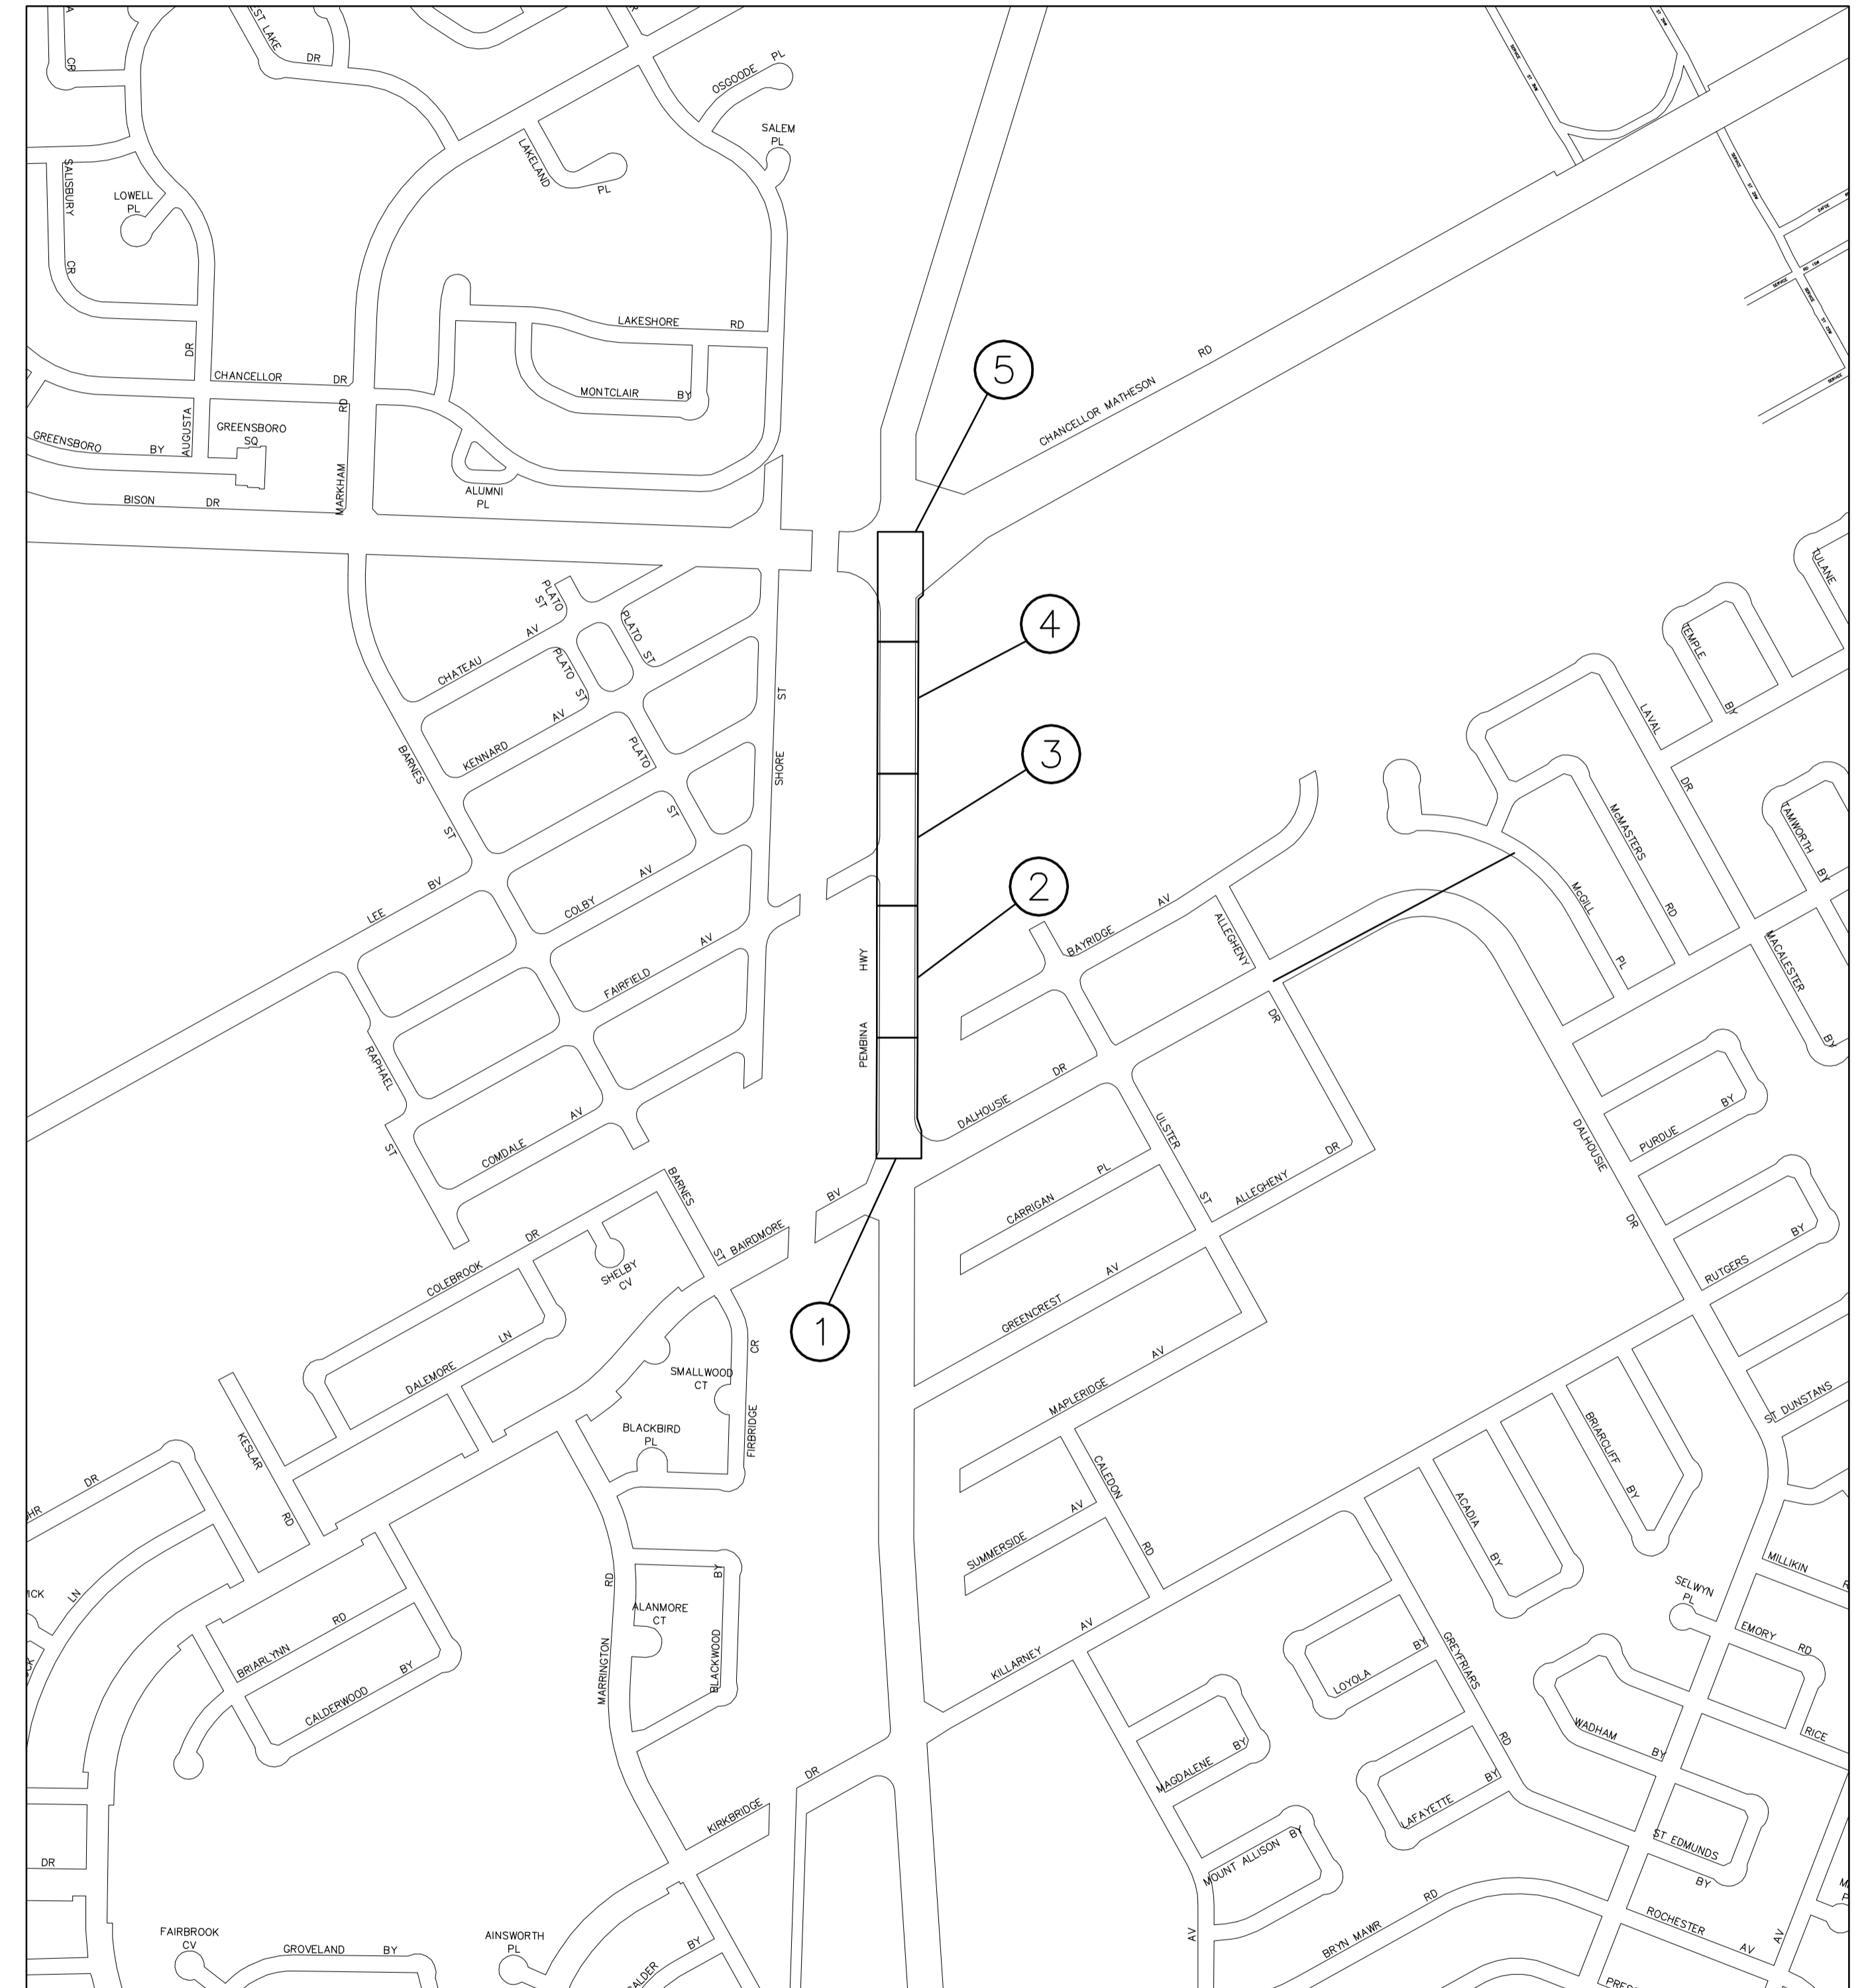 CR
EST LAKE
DR
OSGOODE PL
SALEM
PL
LAKELAND
PL
SALISBURY
CR
LOWELL
PL
LAKESHORE RD
MONTCLAIR BY
DR
CHANCELLOR DR
RD
AUGUSTA
GREENSBORO
SQ
GREENSBORO BY
MARKHAM
ALUMNI
PL
BISON DR
5
CHANCELLOR MATHESON RD
SERVICE ST
SERVICE
SERVICE
4
3
2
1
PLATO
ST
PLATO ST
PLATO ST
PLATO
ST
CHATEAU AV
KENNARD AV
BARNES
ST
SHORE ST
LEE BV
COLBY AV
FAIRFIELD AV
RAPHAEL
ST
COMDALE AV
PEMBINA HWY
BAYRIDGE AV
ALLEGHENY
DR
DALHOUSIE DR
ULSTER
ST
CARRIGAN PL
ALLEGHENY DR
GREENCREST AV
MAPLERIDGE AV
CALEDON
RD
SUMMERSIDE AV
KILLARNEY AV
TULANE
TEMPLE
BY
LAVAL
DR
McMASTERS
RD
McGILL
PL
TAMWORTH
BY
MACALESTER
BY
PURDUE BY
DALHOUSIE
DR
RUTGERS BY
ST DUNSTANS
BRIARCLIFF
BY
ACADIA
BY
MILLIKIN
SELWYN
PL
EMORY RD
RICE
GREYFRIARS
RD
LOYOLA BY
WADHAM
BY
MAGDALENE BY
LAFAYETTE BY
ST EDMUNDS
BY
MOUNT ALLISON BY
ROCHESTER
AV
AV
BRYN MAWR RD
AV
BARNES
ST
BAIRDMORE
BV
COLEBROOK DR
SHELBY
CV
DALEMORE LN
SMALLWOOD
CT
CR
FIRBRIDGE
BLACKBIRD
PL
KESLAR
RD
DR
LN
BRIARLYNN RD
CALDERWOOD BY
ALANMORE
CT
BY
BLACKWOOD
RD
MARRINGTON
KIRKBRIDGE
DR
DR
FAIRBROOK
CV
GROVELAND BY
AINSWORTH
PL
BY